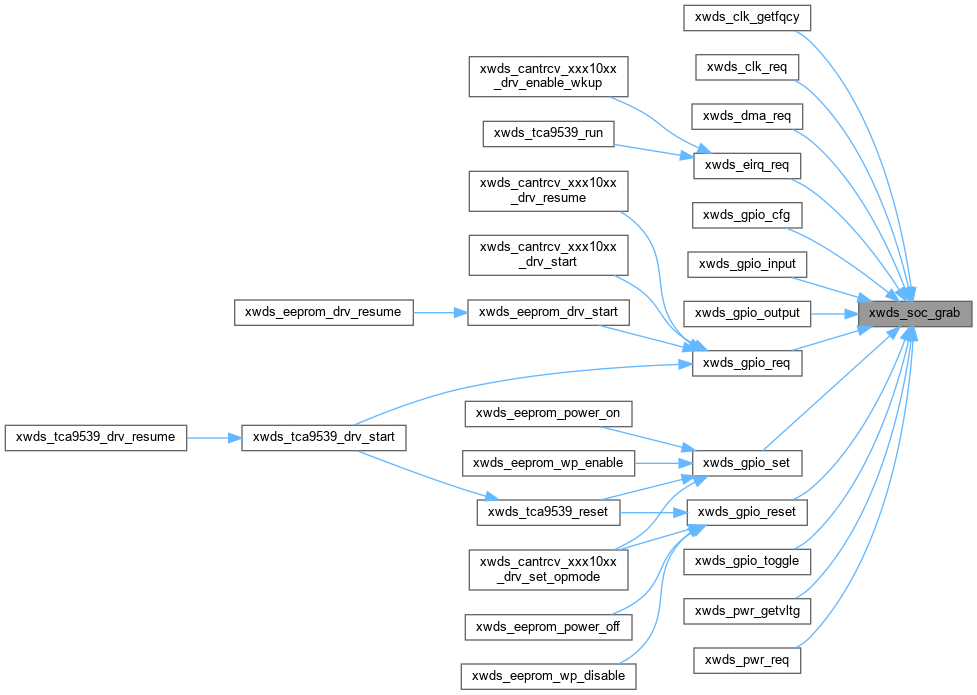 xwds_clk_getfqcy
xwds_clk_req
xwds_cantrcv_xxx10xx
_drv_enable_wkup
xwds_dma_req
xwds_tca9539_run
xwds_eirq_req
xwds_cantrcv_xxx10xx
_drv_resume
xwds_gpio_cfg
xwds_cantrcv_xxx10xx
_drv_start
xwds_gpio_input
xwds_eeprom_drv_resume
xwds_eeprom_drv_start
xwds_gpio_output
xwds_soc_grab
xwds_gpio_req
xwds_eeprom_power_on
xwds_tca9539_drv_resume
xwds_tca9539_drv_start
xwds_eeprom_wp_enable
xwds_gpio_set
xwds_tca9539_reset
xwds_gpio_reset
xwds_cantrcv_xxx10xx
_drv_set_opmode
xwds_gpio_toggle
xwds_pwr_getvltg
xwds_eeprom_power_off
xwds_pwr_req
xwds_eeprom_wp_disable